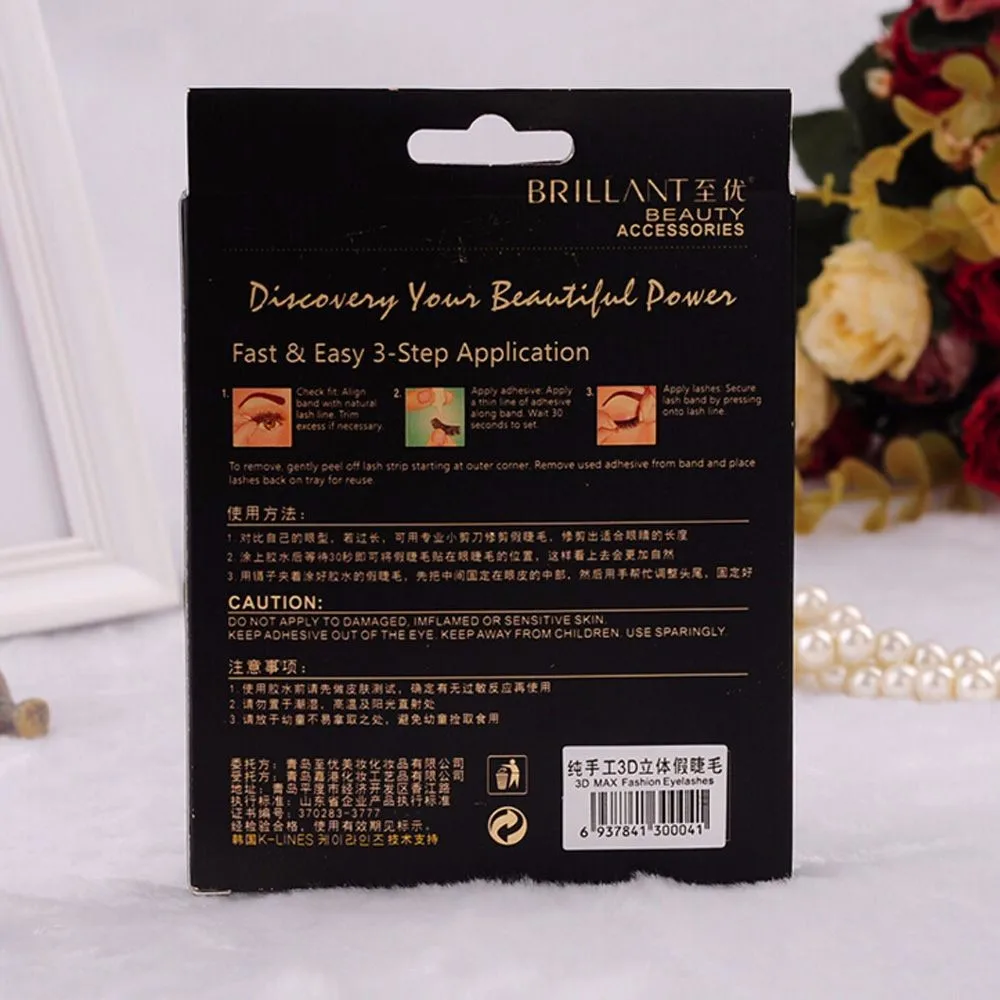 BRILLANT至优®
BEAUTY
ACCESSORIES
Discovery Your Beautiful Power
Fast & Easy 3-Step Application
1. Check fit: Align
band with natural
lash line. Trim
excess if necessary.
2. Apply adhesive: Apply
a thin line of adhesive
along band. Wait 30
seconds to set.
3. Apply lashes: Secure
lash band by pressing
onto lash line.
To remove, gently peel off lash strip starting at outer corner. Remove used adhesive from band and place
lashes back on tray for reuse.
使用方法:
1. 对比自己的眼型, 若过长, 可用专业小剪刀修剪假睫毛, 修剪出适合眼睛的长度
2. 涂上胶水后等待30秒即可将假睫毛贴在眼睫毛的位置, 这样看上去会更加自然
3. 用镊子夹着涂好胶水的假睫毛, 先把中间固定在眼皮的中部, 然后用手帮忙调整头尾, 固定好
CAUTION:
DO NOT APPLY TO DAMAGED, IMFLAMED OR SENSITIVE SKIN.
KEEP ADHESIVE OUT OF THE EYE. KEEP AWAY FROM CHILDREN. USE SPARINGLY.
注意事项:
1. 使用胶水前请先做皮肤测试, 确定有无过敏反应再使用
2. 请勿置于潮湿, 高温及阳光直射处
3. 请放于幼童不易拿取之处, 避免幼童捡取食用
委托方: 青岛至优美妆化妆品有限公司
受托方: 青岛嘉港化妆工艺品有限公司
地址: 青岛平度市经济开发区香江路
执行标准: 山东省企业产品执行标准
证书编号: 370283-3777
经检验合格, 使用有效期见标示。
韩国K-LINES 케이라인즈 技术支持
纯手工3D立体假睫毛
3D MAX Fashion Eyelashes
6 937841 300041